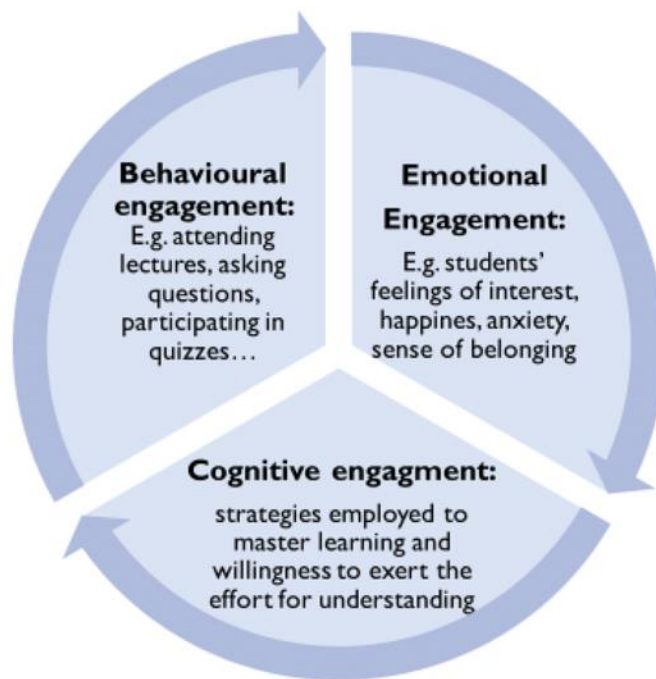 Behavioural
engagement:
E.g. attending
lectures, asking
questions,
participating in
quizzes…
Emotional
Engagement:
E.g. students’
feelings of interest,
happines, anxiety,
sense of belonging
Cognitive engagment:
strategies employed to
master learning and
willingness to exert the
effort for understanding